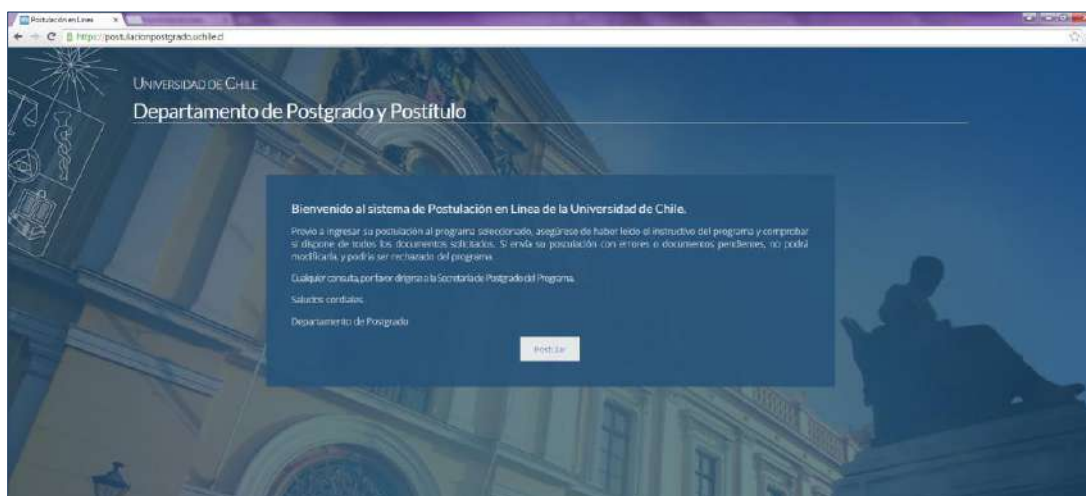 Postulación en Línea
https://postulacionpostgrado.uchile.cl
UNIVERSIDAD DE CHILE
Departamento de Postgrado y Postítulo
Bienvenido al sistema de Postulación en Línea de la Universidad de Chile.
Previo a ingresar su postulación al programa seleccionado, asegúrese de haber leído el instructivo del programa y comprobar
si dispone de todos los documentos solicitados. Si envía su postulación con errores o documentos pendientes, no podrá
modificarla, y podría ser rechazado del programa.
Cualquier consulta, por favor dirigirse a la Secretaría de Postgrado del Programa.
Saludos cordiales.
Departamento de Postgrado
Postular